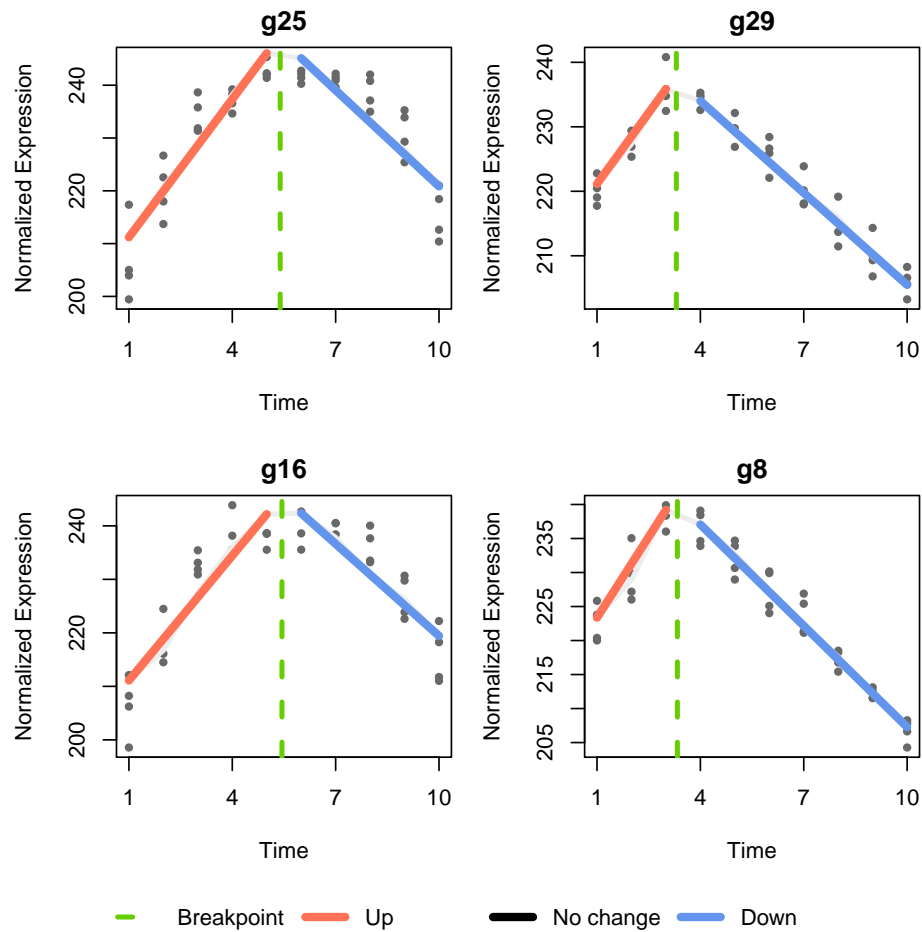 g25
Normalized Expression
200
220
240
1 4 7 10
Time
g29
Normalized Expression
210
220
230
240
1 4 7 10
Time
g16
Normalized Expression
200
220
240
1 4 7 10
Time
g8
Normalized Expression
205
215
225
235
1 4 7 10
Time
Breakpoint Up No change Down